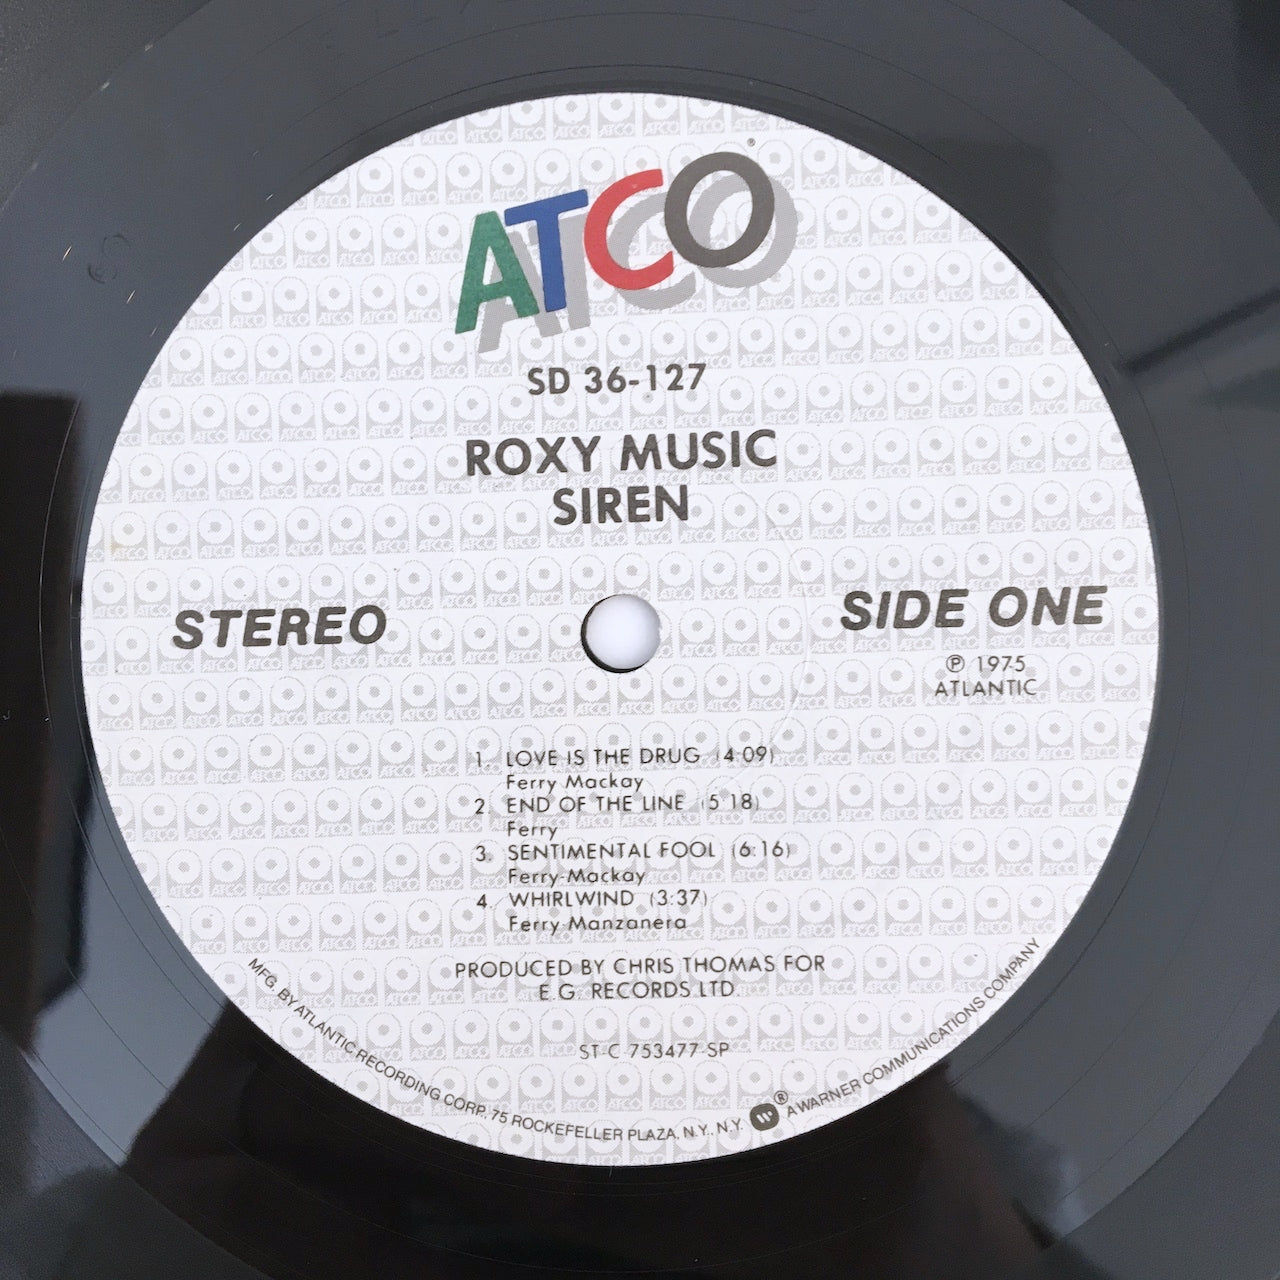 ATCO®
SD 36-127
ROXY MUSIC
SIREN
STEREO
SIDE ONE
℗ 1975
ATLANTIC
1. LOVE IS THE DRUG (4:09)
Ferry-Mackay
2. END OF THE LINE (5:18)
Ferry
3. SENTIMENTAL FOOL (6:16)
Ferry-Mackay
4. WHIRLWIND (3:37)
Ferry-Manzanera
PRODUCED BY CHRIS THOMAS FOR
E.G. RECORDS LTD.
ST-C-753477-SP
MFG. BY ATLANTIC RECORDING CORP., 75 ROCKEFELLER PLAZA, N.Y., N.Y. ® A WARNER COMMUNICATIONS COMPANY